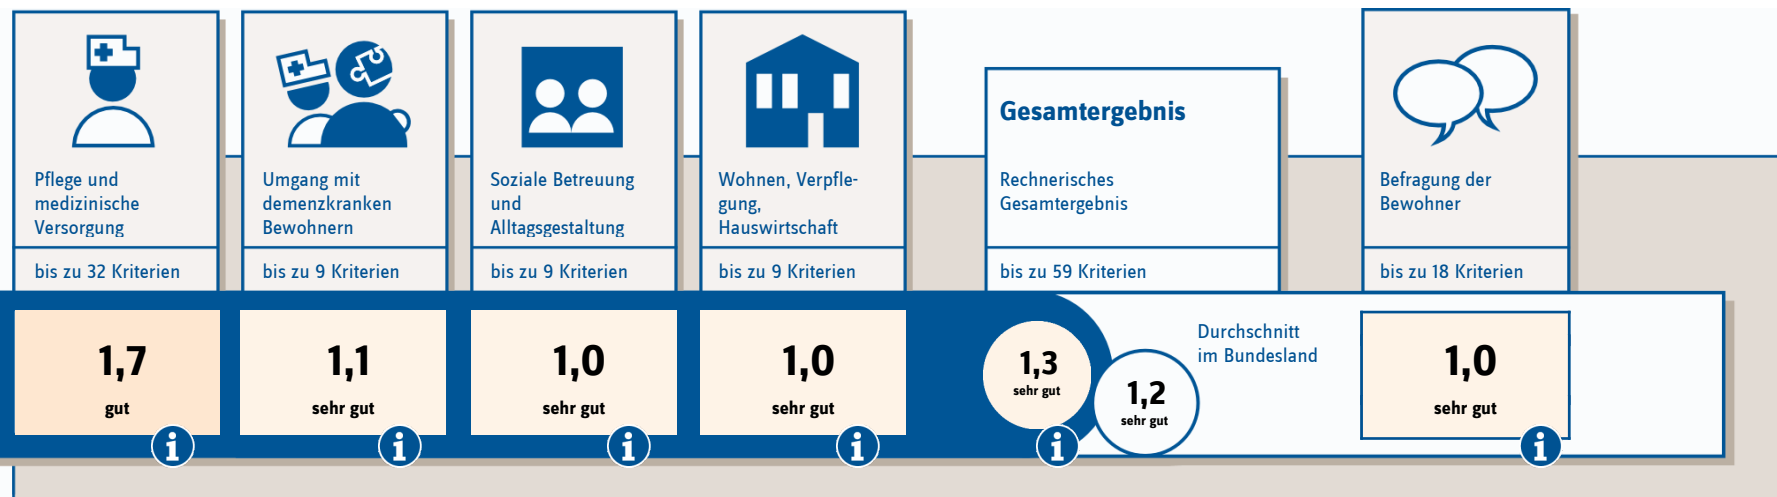 Pflege und
medizinische
Versorgung
bis zu 32 Kriterien
1,7
gut
Umgang mit
demenzkranken
Bewohnern
bis zu 9 Kriterien
1,1
sehr gut
Soziale Betreuung
und
Alltagsgestaltung
bis zu 9 Kriterien
1,0
sehr gut
Wohnen, Verpfle-
gung,
Hauswirtschaft
bis zu 9 Kriterien
1,0
sehr gut
Gesamtergebnis
Rechnerisches
Gesamtergebnis
bis zu 59 Kriterien
1,3
sehr gut
Durchschnitt
im Bundesland
1,2
sehr gut
Befragung der
Bewohner
bis zu 18 Kriterien
1,0
sehr gut